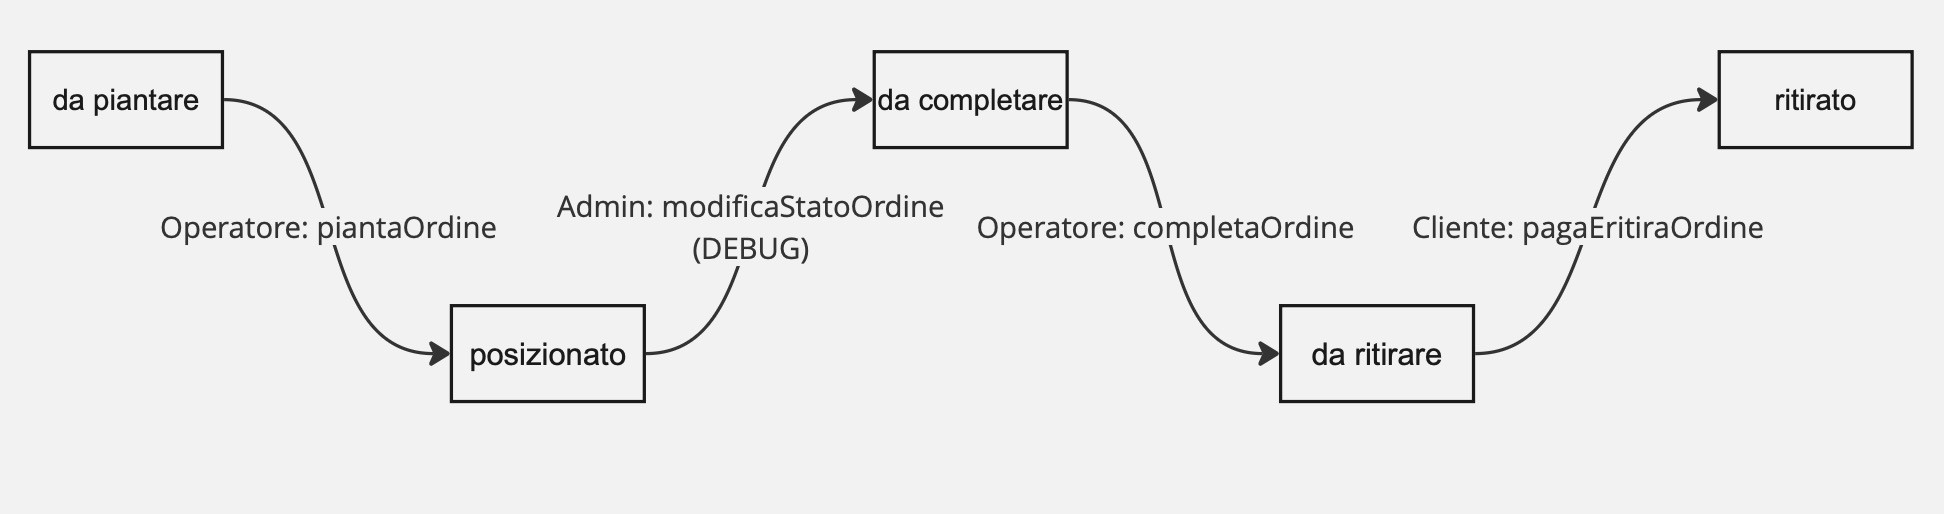 da piantare
Operatore: piantaOrdine
posizionato
Admin: modificaStatoOrdine
(DEBUG)
da completare
Operatore: completaOrdine
da ritirare
Cliente: pagaEritiraOrdine
ritirato